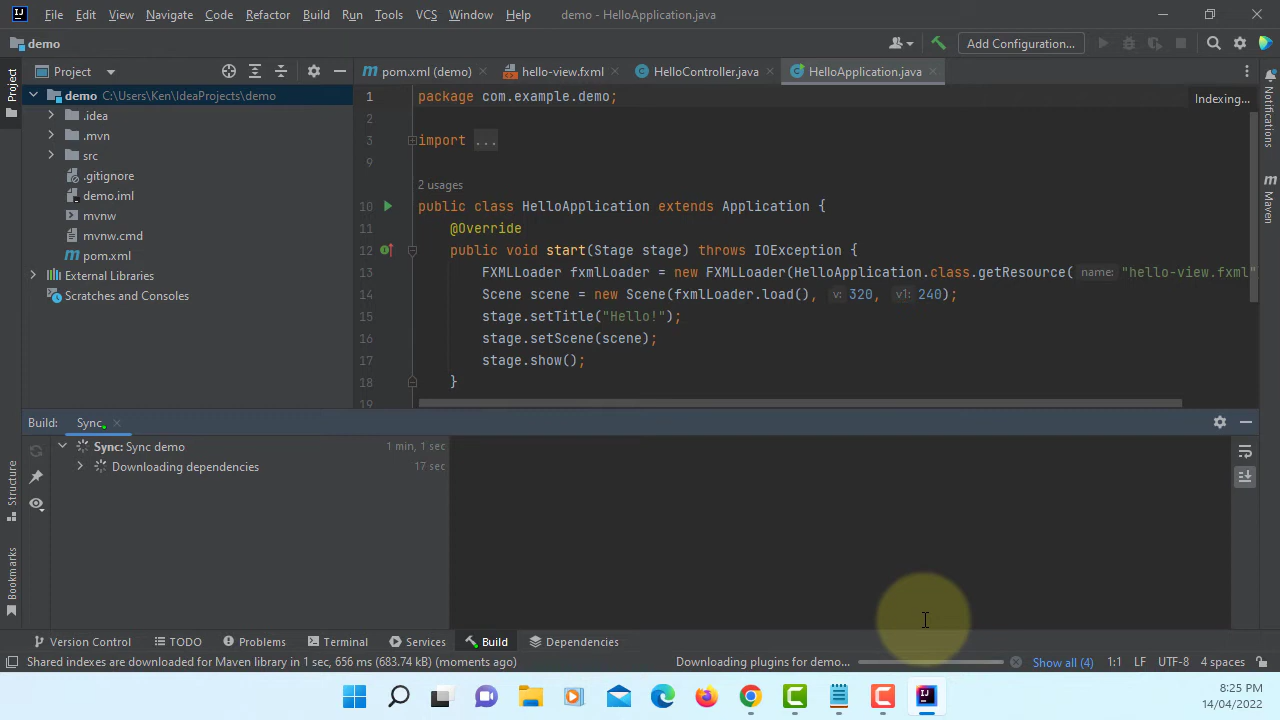 File Edit View Navigate Code Refactor Build Run Tools VCS Window Help demo - HelloApplication.java
demo
Add Configuration...
Project
Project
pom.xml (demo)
hello-view.fxml
HelloController.java
HelloApplication.java
demo C:\Users\Ken\IdeaProjects\demo
.idea
.mvn
src
.gitignore
demo.iml
mvnw
mvnw.cmd
pom.xml
External Libraries
Scratches and Consoles
Indexing...
1 package com.example.demo;
2
3 import ...
9
2 usages
10 public class HelloApplication extends Application {
11 @Override
12 public void start(Stage stage) throws IOException {
13 FXMLLoader fxmlLoader = new FXMLLoader(HelloApplication.class.getResource( name: "hello-view.fxml"
14 Scene scene = new Scene(fxmlLoader.load(), v: 320, v1: 240);
15 stage.setTitle("Hello!");
16 stage.setScene(scene);
17 stage.show();
18 }
19
Notifications
Maven
Build: Sync
Sync: Sync demo 1 min, 1 sec
Downloading dependencies 17 sec
Structure
Bookmarks
Version Control TODO Problems Terminal Services Build Dependencies
Shared indexes are downloaded for Maven library in 1 sec, 656 ms (683.74 kB) (moments ago) Downloading plugins for demo... Show all (4) 1:1 LF UTF-8 4 spaces
8:25 PM
14/04/2022